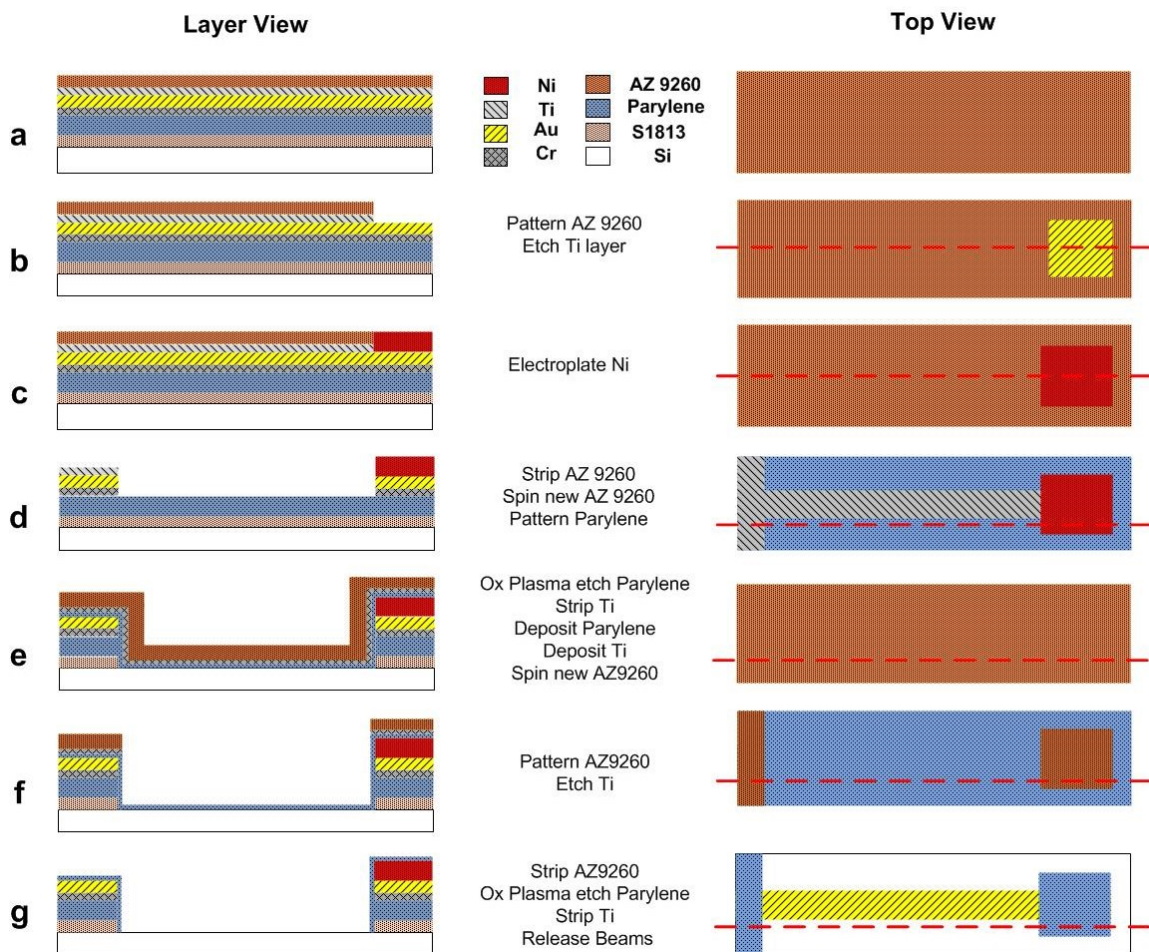 Layer View
Top View
Ni
AZ 9260
Ti
Parylene
Au
S1813
Cr
Si
a
b
Pattern AZ 9260
Etch Ti layer
c
Electroplate Ni
d
Strip AZ 9260
Spin new AZ 9260
Pattern Parylene
e
Ox Plasma etch Parylene
Strip Ti
Deposit Parylene
Deposit Ti
Spin new AZ9260
f
Pattern AZ9260
Etch Ti
g
Strip AZ9260
Ox Plasma etch Parylene
Strip Ti
Release Beams